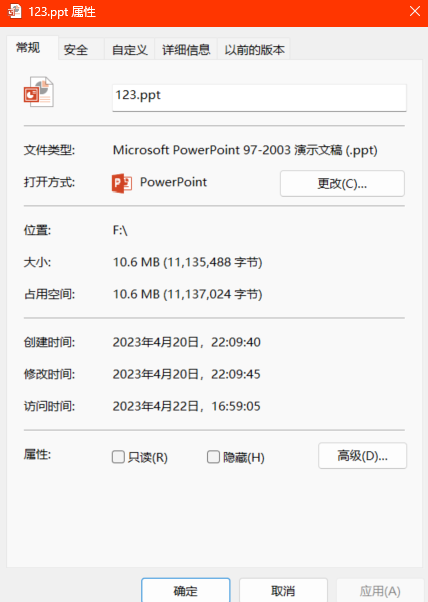 123.ppt 属性
常规 安全 自定义 详细信息 以前的版本
123.ppt
文件类型: Microsoft PowerPoint 97-2003 演示文稿 (.ppt)
打开方式: PowerPoint 更改(C)...
位置: F:\
大小: 10.6 MB (11,135,488 字节)
占用空间: 10.6 MB (11,137,024 字节)
创建时间: 2023年4月20日，22:09:40
修改时间: 2023年4月20日，22:09:45
访问时间: 2023年4月22日，16:59:05
属性: 只读(R) 隐藏(H) 高级(D)...
确定 取消 应用(A)